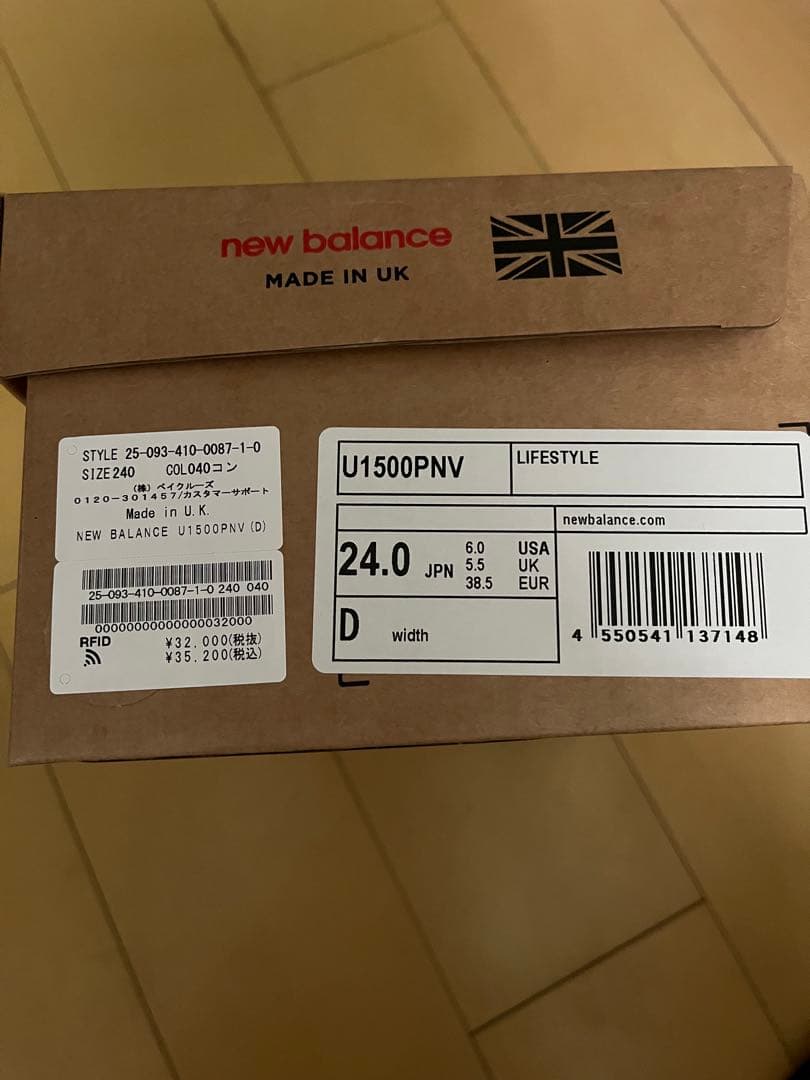 new balance
MADE IN UK
STYLE 25-093-410-0087-1-0
SIZE240 COL040コン
(株) ベイクルーズ
0120-301457/カスタマーサポート
Made in U.K.
NEW BALANCE U1500PNV(D)
25-093-410-0087-1-0 240 040
00000000000000032000
RFID
¥32,000(税抜)
¥35,200(税込)
U1500PNV
LIFESTYLE
newbalance.com
24.0 JPN
6.0 USA
5.5 UK
38.5 EUR
D width
4 550541 137148